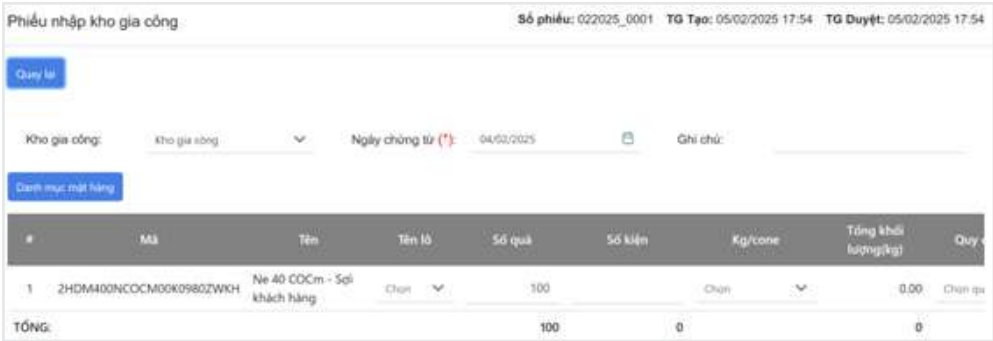 Phiếu nhập kho gia công
Số phiếu: 022025_0001 TG Tạo: 05/02/2025 17:54 TG Duyệt: 05/02/2025 17:54
Quay lại
Kho gia công: Kho gia công Ngày chứng từ (*): 04/02/2025 Ghi chú:
Danh mục mặt hàng
# Mã Tên Tên lô Số quả Số kiện Kg/cone Tổng khối lượng(kg) Quy
1 2HDM400NCOCM00K0980ZWKH Ne 40 COCm - Sợi khách hàng Chọn 100 Chọn 0.00 Chọn
TỔNG: 100 0 0